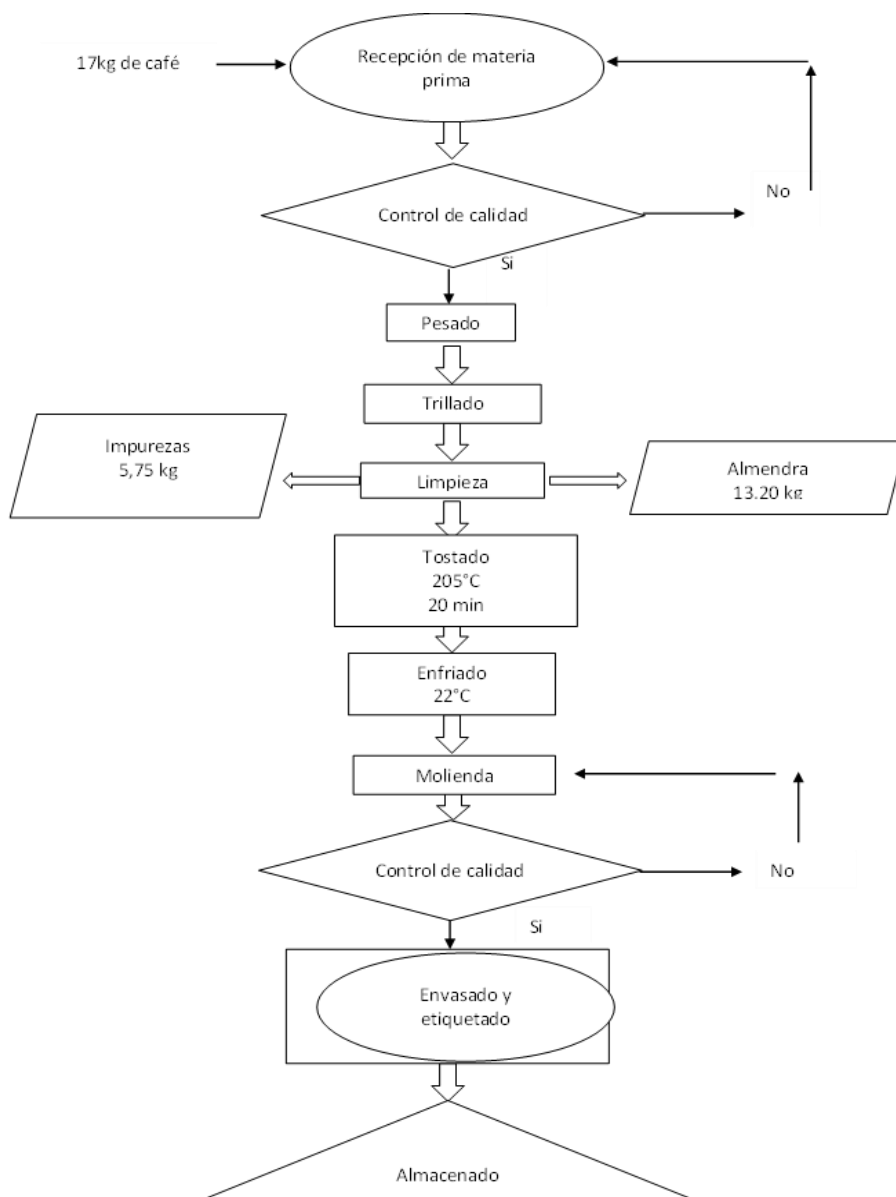 17kg de café
Recepción de materia
prima
No
Control de calidad
Si
Pesado
Trillado
Impurezas
5,75 kg
Limpieza
Almendra
13.20 kg
Tostado
205°C
20 min
Enfriado
22°C
Molienda
Control de calidad
No
Si
Envasado y
etiquetado
Almacenado